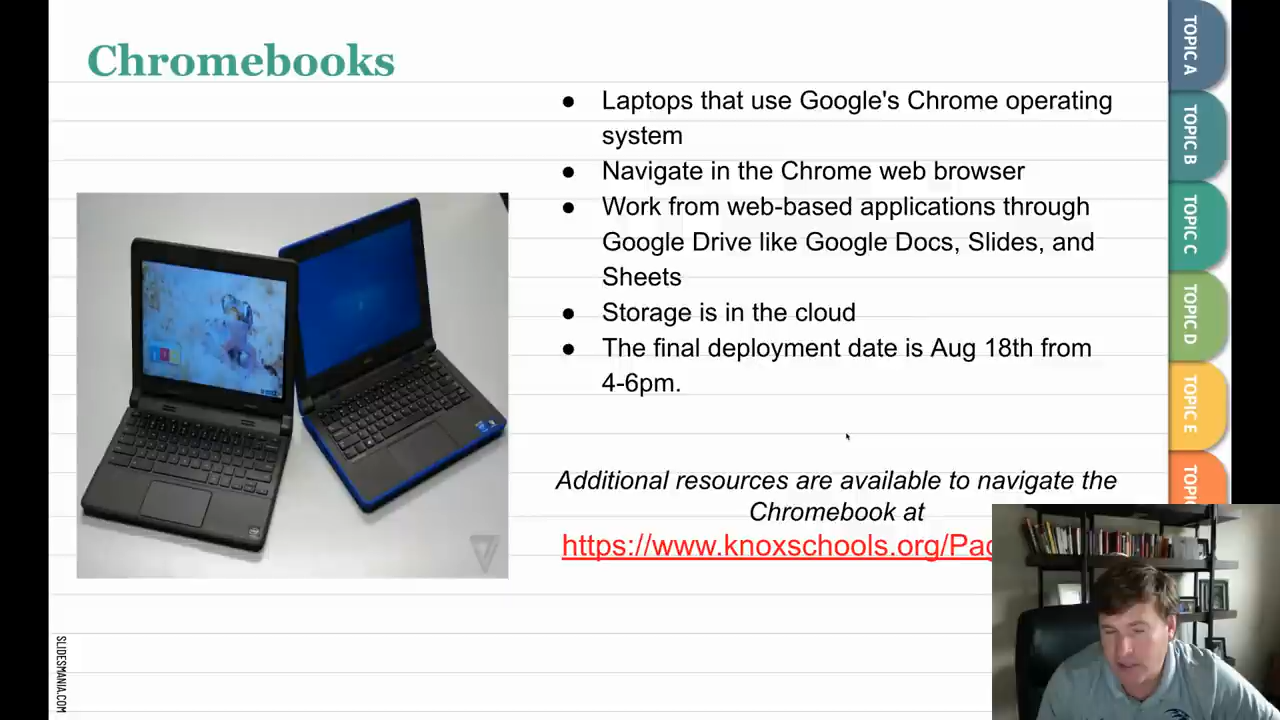 Chromebooks
● Laptops that use Google's Chrome operating
system
● Navigate in the Chrome web browser
● Work from web-based applications through
Google Drive like Google Docs, Slides, and
Sheets
● Storage is in the cloud
● The final deployment date is Aug 18th from
4-6pm.
Additional resources are available to navigate the
Chromebook at
https://www.knoxschools.org/Pag
TOPIC A
TOPIC B
TOPIC C
TOPIC D
TOPIC E
TOPIC
SLIDESMANIA.COM